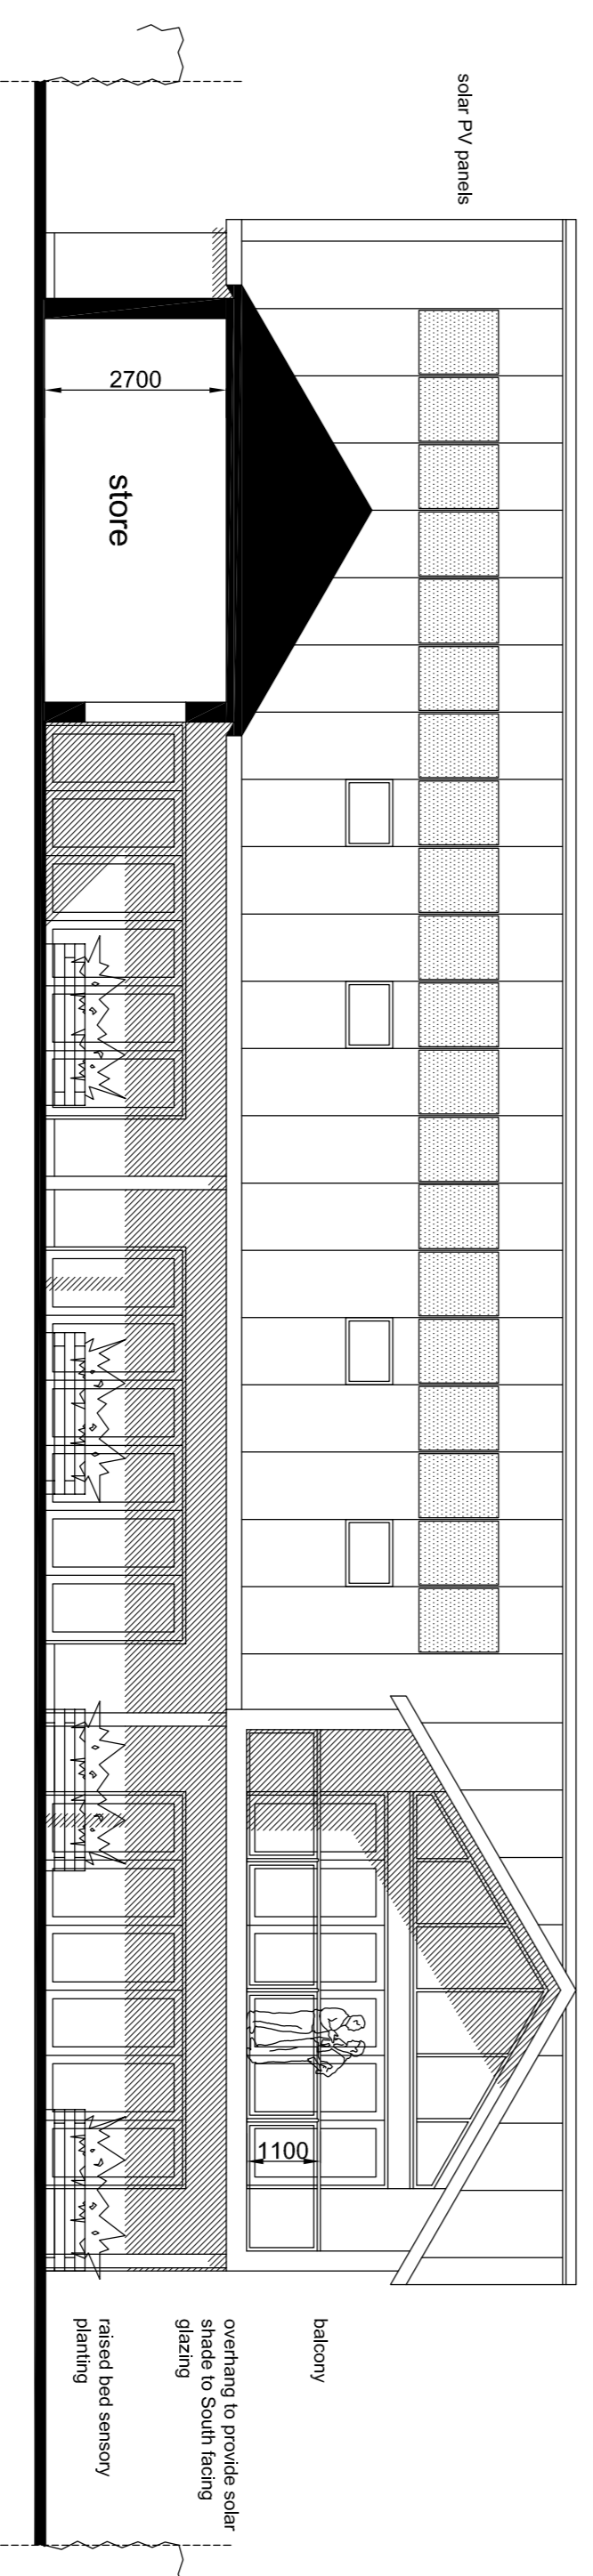 solar PV panels
2700
store
1100
balcony
overhang to provide solar
shade to South facing
glazing
raised bed sensory
planting